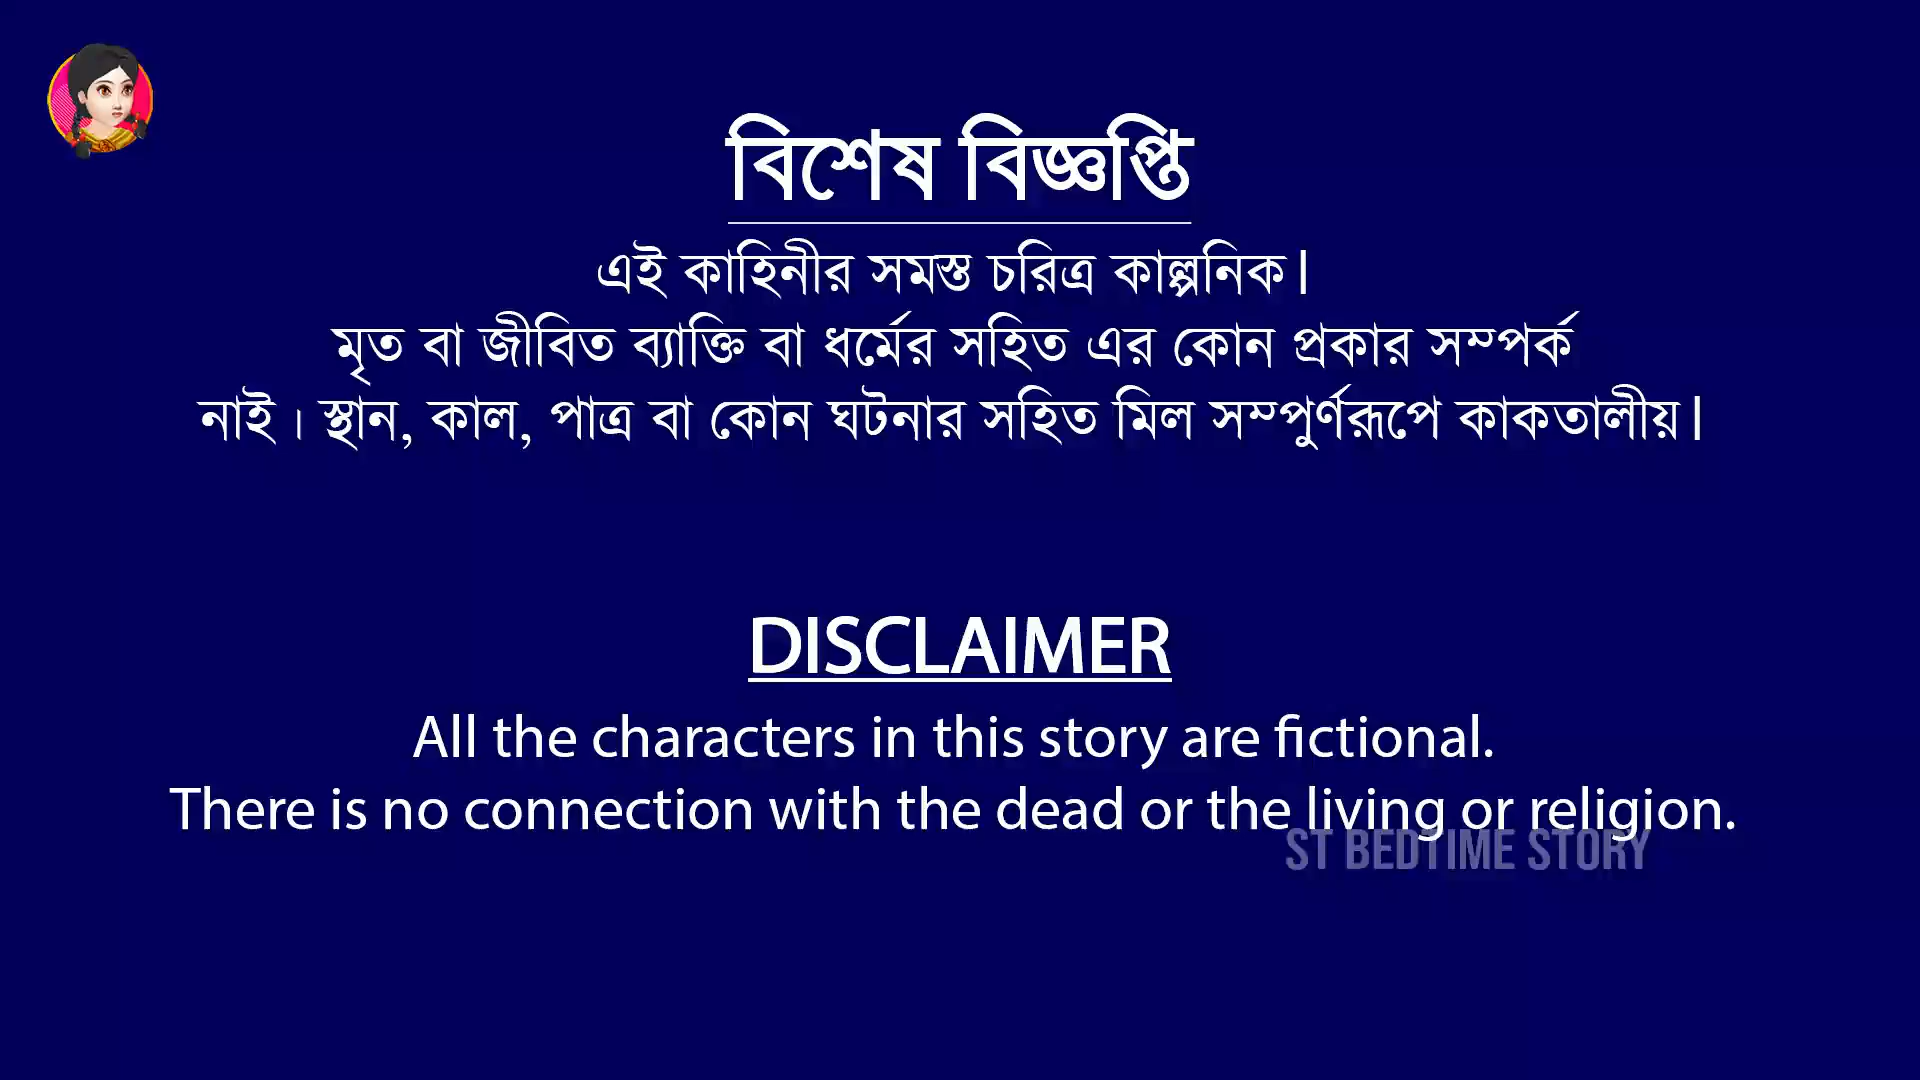 বিশেষ বিজ্ঞপ্তি
এই কাহিনীর সমস্ত চরিত্র কাল্পনিক।
মৃত বা জীবিত ব্যাক্তি বা ধর্মের সহিত এর কোন প্রকার সম্পর্ক
নাই। স্থান, কাল, পাত্র বা কোন ঘটনার সহিত মিল সম্পুর্ণরূপে কাকতালীয়।
DISCLAIMER
All the characters in this story are fictional.
There is no connection with the dead or the living or religion.
ST BEDTIME STORY